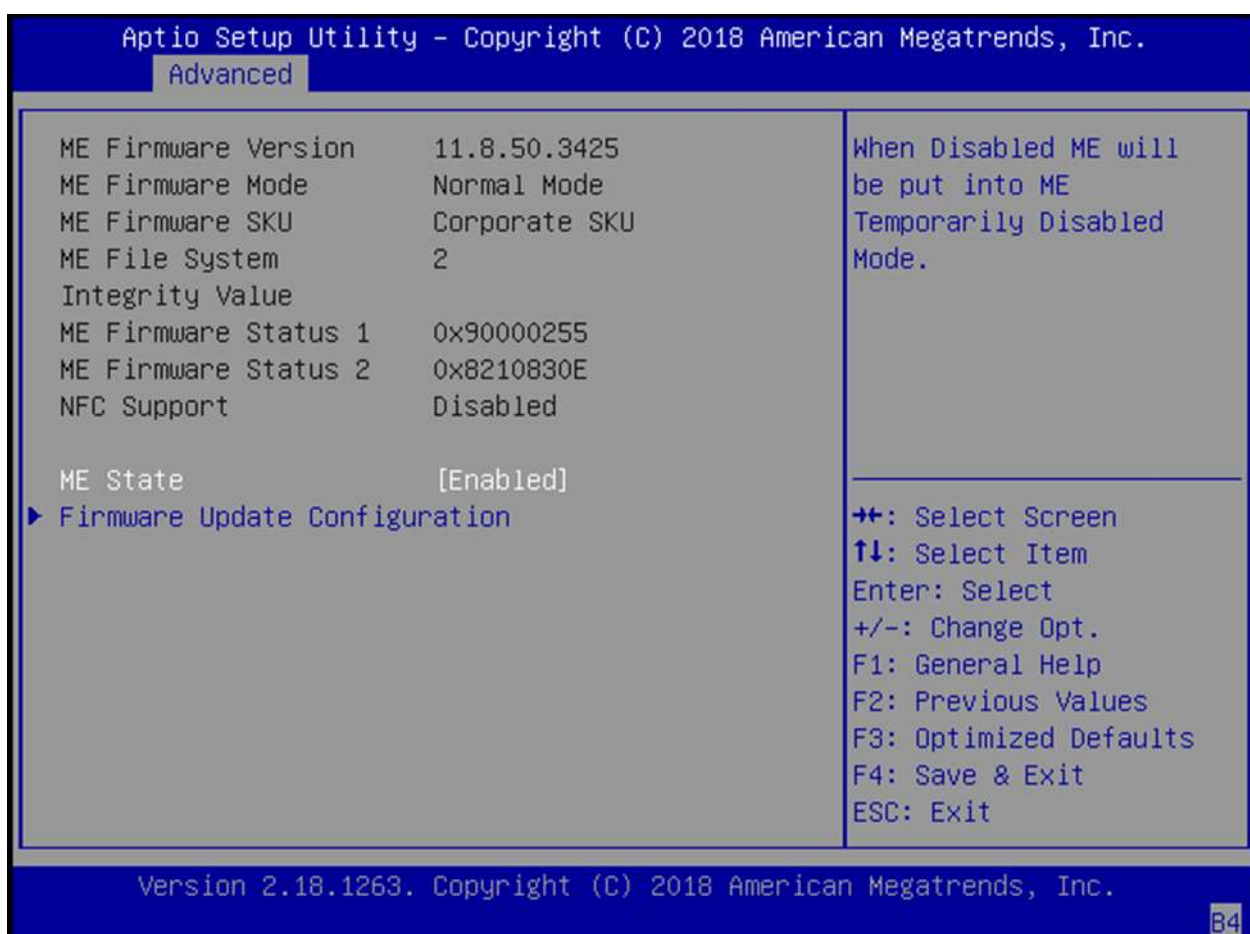 Aptio Setup Utility – Copyright (C) 2018 American Megatrends, Inc.
Advanced
ME Firmware Version 11.8.50.3425
ME Firmware Mode Normal Mode
ME Firmware SKU Corporate SKU
ME File System 2
Integrity Value
ME Firmware Status 1 0x90000255
ME Firmware Status 2 0x8210830E
NFC Support Disabled
ME State [Enabled]
▶ Firmware Update Configuration
When Disabled ME will
be put into ME
Temporarily Disabled
Mode.
→←: Select Screen
↑↓: Select Item
Enter: Select
+/-: Change Opt.
F1: General Help
F2: Previous Values
F3: Optimized Defaults
F4: Save & Exit
ESC: Exit
Version 2.18.1263. Copyright (C) 2018 American Megatrends, Inc.
B4